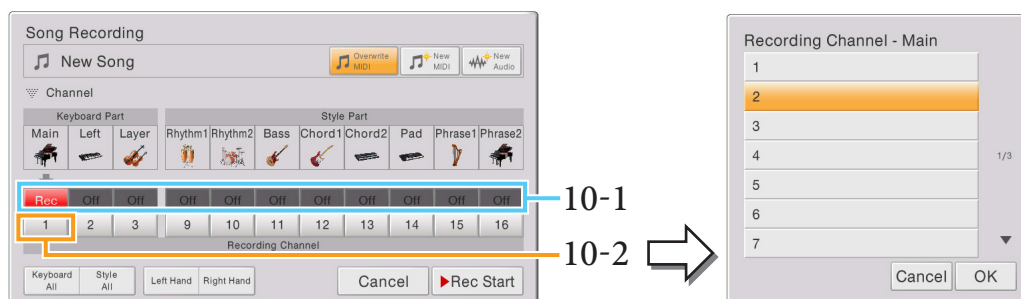 Song Recording
New Song
Overwrite MIDI
New MIDI
New Audio
Channel
Keyboard Part
Style Part
Main Left Layer Rhythm1 Rhythm2 Bass Chord1 Chord2 Pad Phrase1 Phrase2
Rec Off Off Off Off Off Off Off Off Off Off
1 2 3 9 10 11 12 13 14 15 16
Recording Channel
Keyboard All
Style All
Left Hand Right Hand
Cancel
Rec Start
10-1
10-2
Recording Channel - Main
1
2
3
4
5
6
7
1/3
Cancel OK